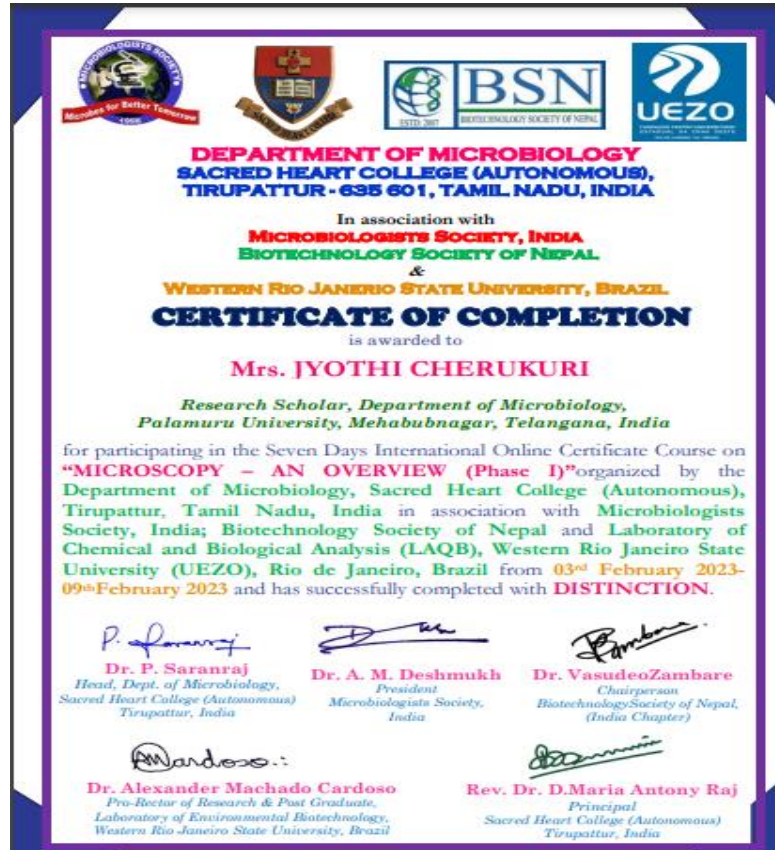 MICROBIOLOGISTS SOCIETY
Microbes for Better Tomorrow
SACRED HEART COLLEGE
BSN
ESTD. 2017
BIOTECHNOLOGY SOCIETY OF NEPAL
UEZO
DEPARTMENT OF MICROBIOLOGY
SACRED HEART COLLEGE (AUTONOMOUS),
TIRUPATTUR - 635 601, TAMIL NADU, INDIA
In association with
MICROBIOLOGISTS SOCIETY, INDIA
BIOTECHNOLOGY SOCIETY OF NEPAL
&
WESTERN RIO JANERIO STATE UNIVERSITY, BRAZIL
CERTIFICATE OF COMPLETION
is awarded to
Mrs. JYOTHI CHERUKURI
Research Scholar, Department of Microbiology,
Palamuru University, Mehabubnagar, Telangana, India
for participating in the Seven Days International Online Certificate Course on
“MICROSCOPY – AN OVERVIEW (Phase I)”organized by the
Department of Microbiology, Sacred Heart College (Autonomous),
Tirupattur, Tamil Nadu, India in association with Microbiologists
Society, India; Biotechnology Society of Nepal and Laboratory of
Chemical and Biological Analysis (LAQB), Western Rio Janeiro State
University (UEZO), Rio de Janeiro, Brazil from 03rd February 2023-
09thFebruary 2023 and has successfully completed with DISTINCTION.
P. Saranraj
Dr. P. Saranraj
Head, Dept. of Microbiology,
Sacred Heart College (Autonomous)
Tirupattur, India
Dr. A. M. Deshmukh
President
Microbiologists Society,
India
Dr. VasudeoZambare
Chairperson
BiotechnologySociety of Nepal,
(India Chapter)
Dr. Alexander Machado Cardoso
Pro-Rector of Research & Post Graduate,
Laboratory of Environmental Biotechnology,
Western Rio Janeiro State University, Brazil
Rev. Dr. D.Maria Antony Raj
Principal
Sacred Heart College (Autonomous)
Tirupattur, India